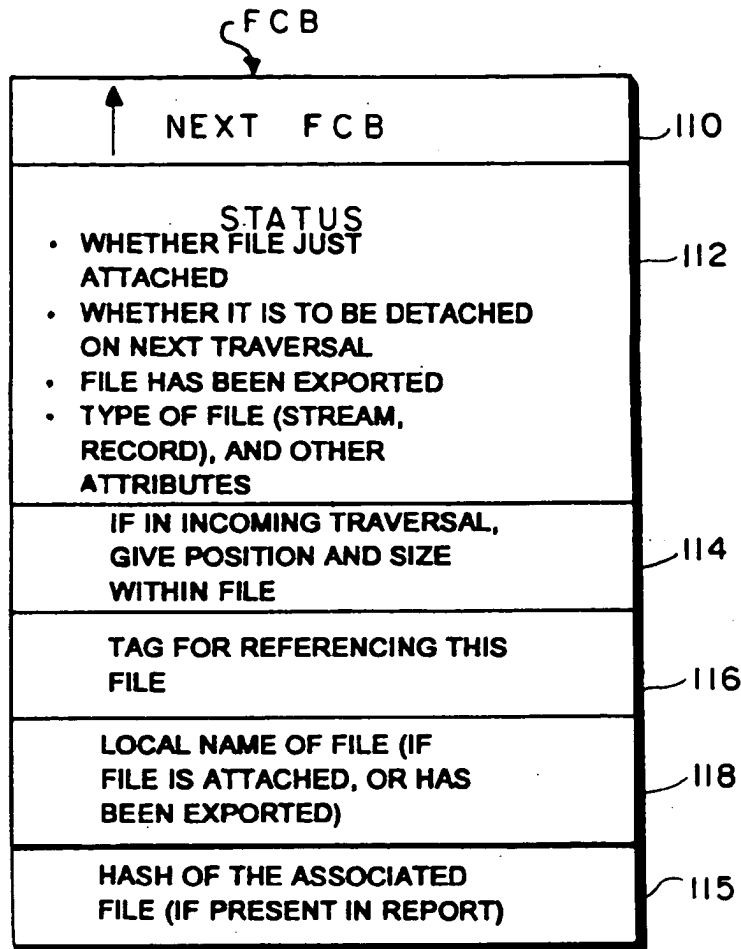 FCB
NEXT FCB 110
STATUS
• WHETHER FILE JUST
ATTACHED 112
• WHETHER IT IS TO BE DETACHED
ON NEXT TRAVERSAL
• FILE HAS BEEN EXPORTED
• TYPE OF FILE (STREAM,
RECORD), AND OTHER
ATTRIBUTES
IF IN INCOMING TRAVERSAL,
GIVE POSITION AND SIZE 114
WITHIN FILE
TAG FOR REFERENCING THIS
FILE 116
LOCAL NAME OF FILE (IF
FILE IS ATTACHED, OR HAS 118
BEEN EXPORTED)
HASH OF THE ASSOCIATED 115
FILE (IF PRESENT IN REPORT)